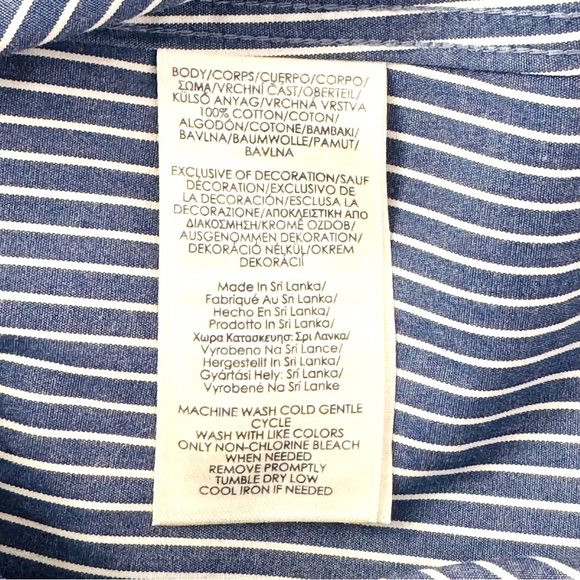 BODY/CORPS/CUERPO/CORPO/
ΣΩΜΑ/VRCHNÍ ČÁST/OBERTEIL/
KÜLSŐ ANYAG/VRCHNÁ VRSTVA
100% COTTON/COTON/
ALGODÓN/COTONE/ΒΑΜΒΑΚΙ/
BAVLNA/BAUMWOLLE/PAMUT/
BAVLNA
EXCLUSIVE OF DECORATION/SAUF
DÉCORATION/EXCLUSIVO DE
LA DECORACIÓN/ESCLUSA LA
DECORAZIONE/ΑΠΟΚΛΕΙΣΤΙΚΗ ΑΠΟ
ΔΙΑΚΟΣΜΗΣΗ/KROMĚ OZDOB/
AUSGENOMMEN DEKORATION/
DEKORÁCIÓ NÉLKÜL/OKREM
DEKORÁCIÍ
Made In Sri Lanka/
Fabriqué Au Sri Lanka/
Hecho En Sri Lanka/
Prodotto In Sri Lanka/
Χωρα Κατασκευησ: Σρι Λανκα/
Vyrobeno Na Srí Lance/
Hergestellt In Sri Lanka/
Gyártási Hely: Srí Lanka/
Vyrobené Na Srí Lanke
MACHINE WASH COLD GENTLE
CYCLE
WASH WITH LIKE COLORS
ONLY NON-CHLORINE BLEACH
WHEN NEEDED
REMOVE PROMPTLY
TUMBLE DRY LOW
COOL IRON IF NEEDED